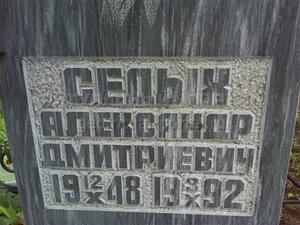 СЕДЫХ
АЛЕКСАНДР
ДМИТРИЕВИЧ
19 12/X 48 19 3/X 92